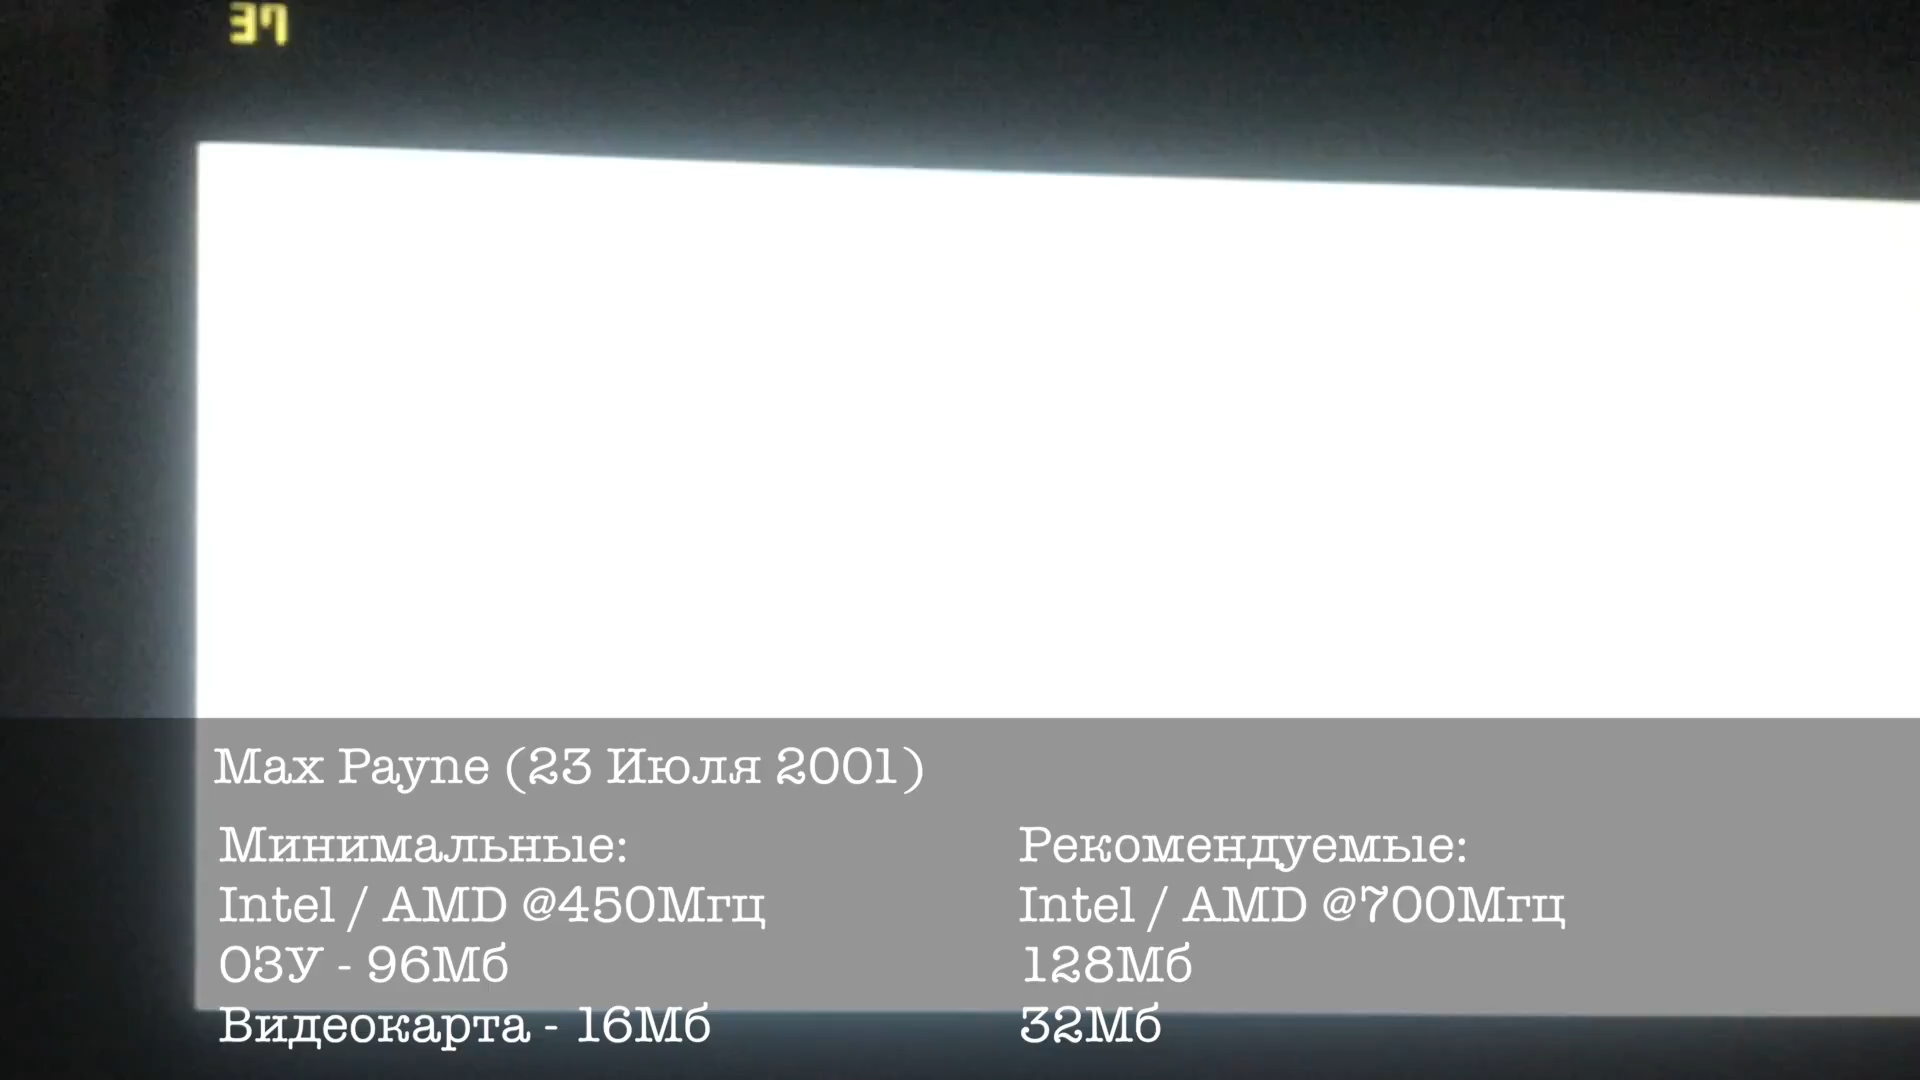 37
Max Payne (23 Июля 2001)
Минимальные:
Intel / AMD @450Мгц
ОЗУ - 96Мб
Видеокарта - 16Мб
Рекомендуемые:
Intel / AMD @700Мгц
128Мб
32Мб